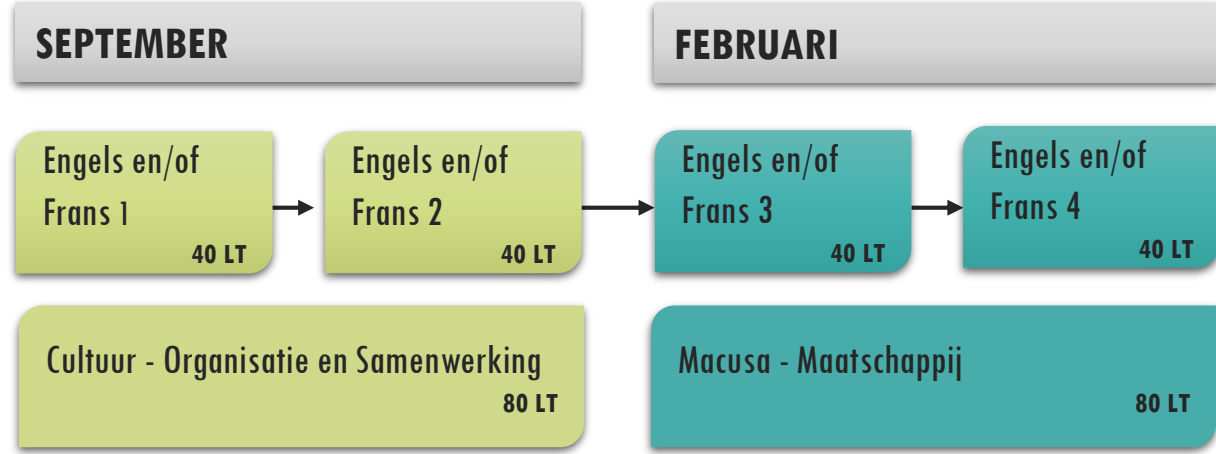 SEPTEMBER
FEBRUARI
Engels en/of
Frans 1
40 LT
Engels en/of
Frans 2
40 LT
Engels en/of
Frans 3
40 LT
Engels en/of
Frans 4
40 LT
Cultuur - Organisatie en Samenwerking
80 LT
Macusa - Maatschappij
80 LT